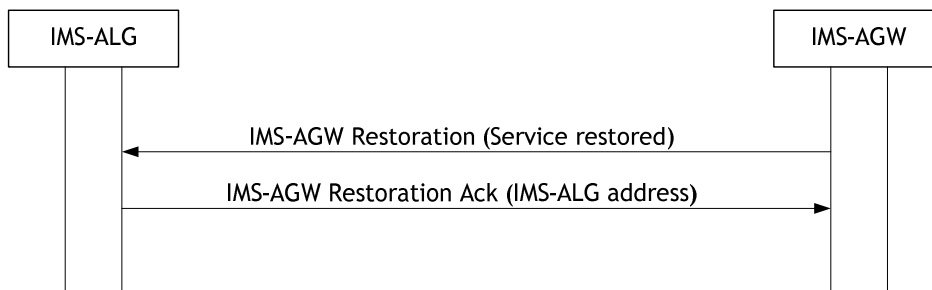 IMS-ALG
IMS-AGW
IMS-AGW Restoration (Service restored)
IMS-AGW Restoration Ack (IMS-ALG address)